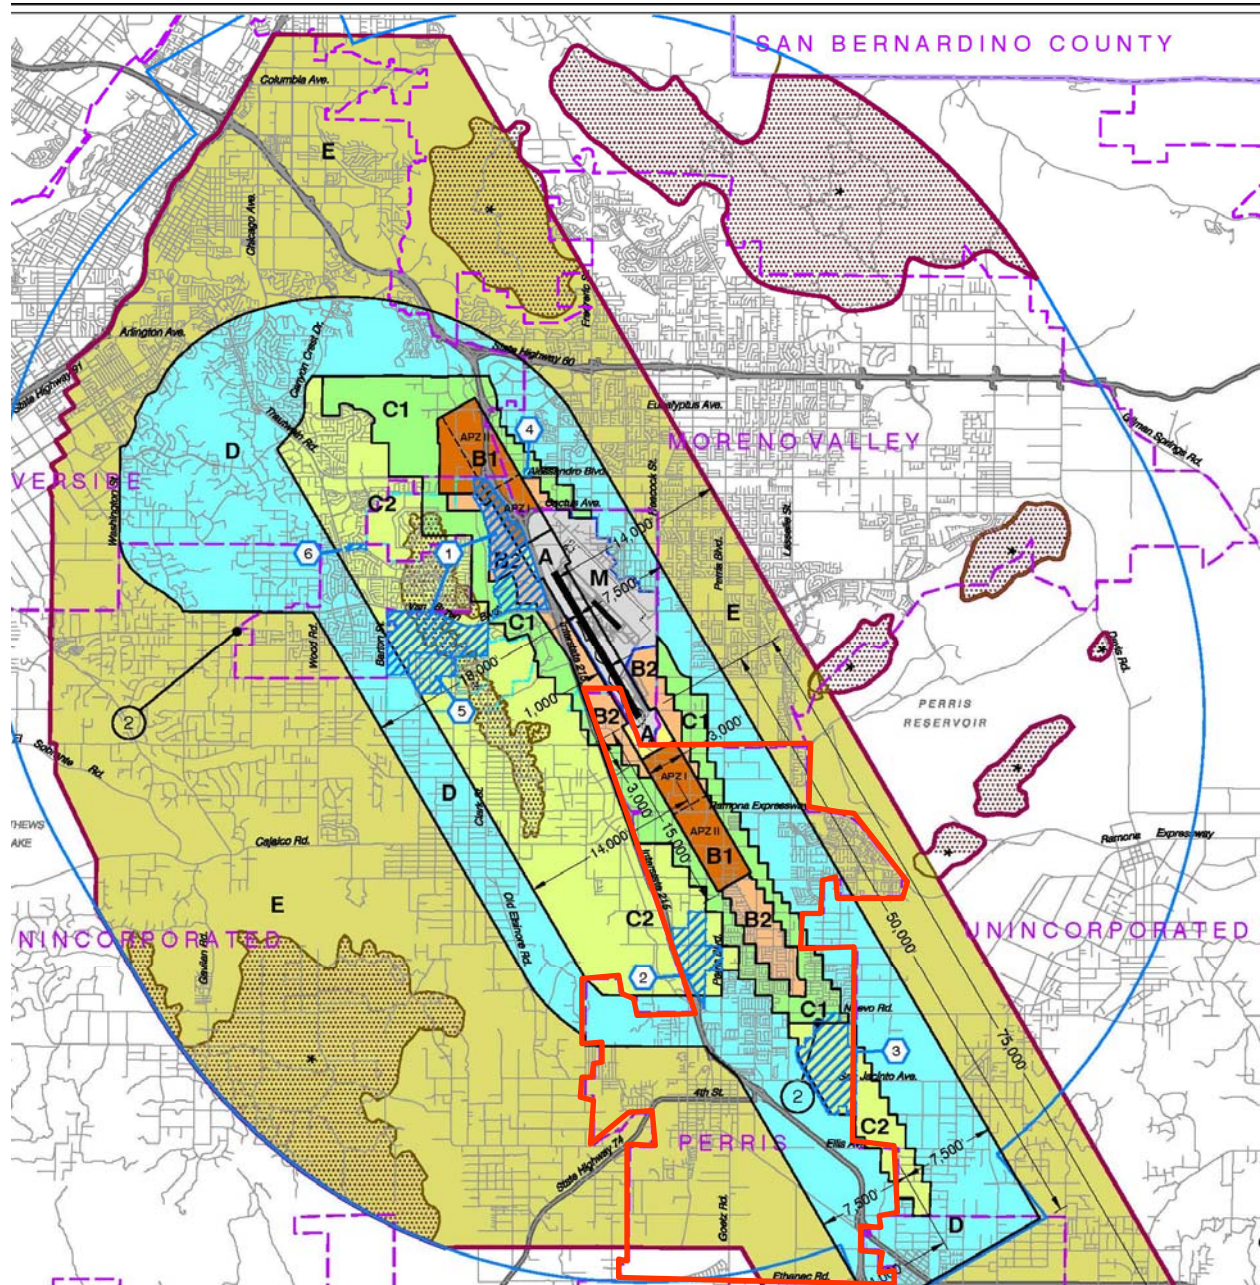 SAN BERNARDINO COUNTY
Columbia Ave.
E
Chicago Ave.
*
*
Arlington Ave.
Canyon Crest Dr.
State Highway 60
State Highway 91
Eucalyptus Ave.
C1
Trautwein Rd.
4
APZ II
B1
MORENO VALLEY
Gilman Springs Rd.
D
Alessandro Blvd.
Heacock St.
VERSIDE
Washington St.
C2
APZ I
Cactus Ave.
Lasselle St.
14,000'
6
1
B2
A
M
*
7,500'
Perris Blvd.
Van Buren Blvd.
C1
E
Wood Rd.
Barton St.
Interstate 215
Davis Rd.
*
B2
18,000'
2
5
1,000'
B2
C1
A
3,000'
PERRIS
RESERVOIR
El Sobrante Rd.
*
D
Clark St.
3,000'
APZ I
Ramona Expressway
THEWS
AKE
Cajalco Rd.
15,000'
APZ II
Ramona Expressway
14,000'
Interstate 215
B1
*
E
Old Elsinore Rd.
C2
B2
50,000'
NINCORPORATED
UNINCORPORATED
Gavilan Rd.
Perris Blvd.
2
C1
Nuevo Rd.
*
3
75,000'
San Jacinto Ave.
4th St.
2
C2
PERRIS
Ellis Ave.
State Highway 74
7,500'
7,500'
Goetz Rd.
D
Ethanac Rd.